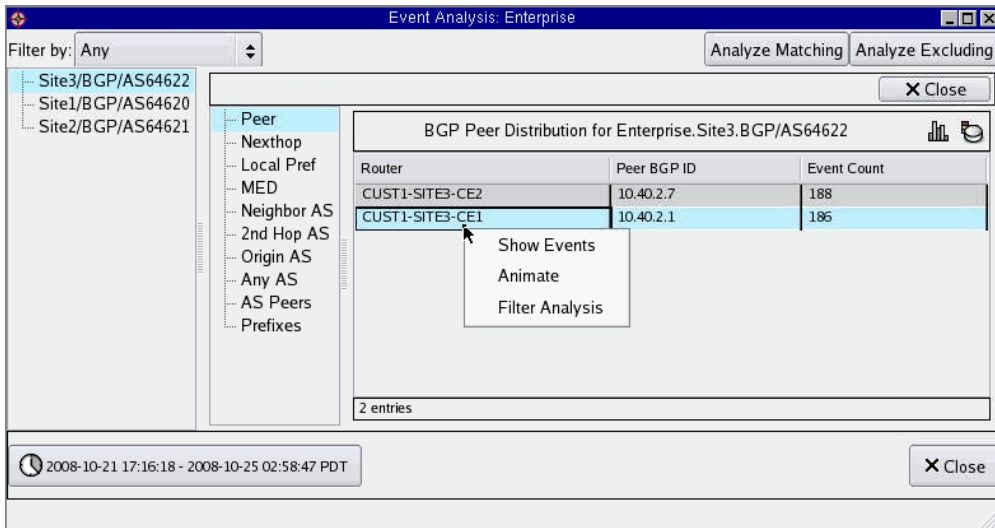 Event Analysis: Enterprise
Filter by: Any
Analyze Matching
Analyze Excluding
Site3/BGP/AS64622
Site1/BGP/AS64620
Site2/BGP/AS64621
Close
Peer
Nexthop
Local Pref
MED
Neighbor AS
2nd Hop AS
Origin AS
Any AS
AS Peers
Prefixes
BGP Peer Distribution for Enterprise.Site3.BGP/AS64622
Router Peer BGP ID Event Count
CUST1-SITE3-CE2 10.40.2.7 188
CUST1-SITE3-CE1 10.40.2.1 186
Show Events
Animate
Filter Analysis
2 entries
2008-10-21 17:16:18 - 2008-10-25 02:58:47 PDT
Close